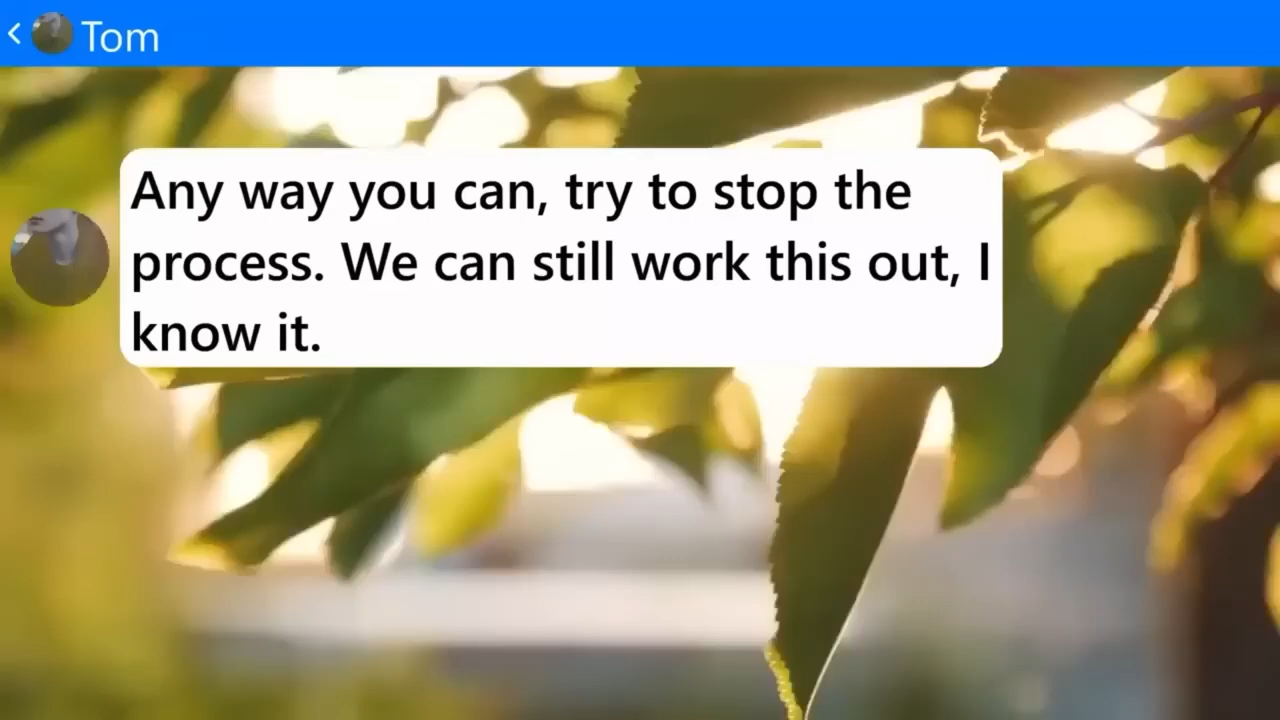 Tom
Any way you can, try to stop the
process. We can still work this out, I
know it.